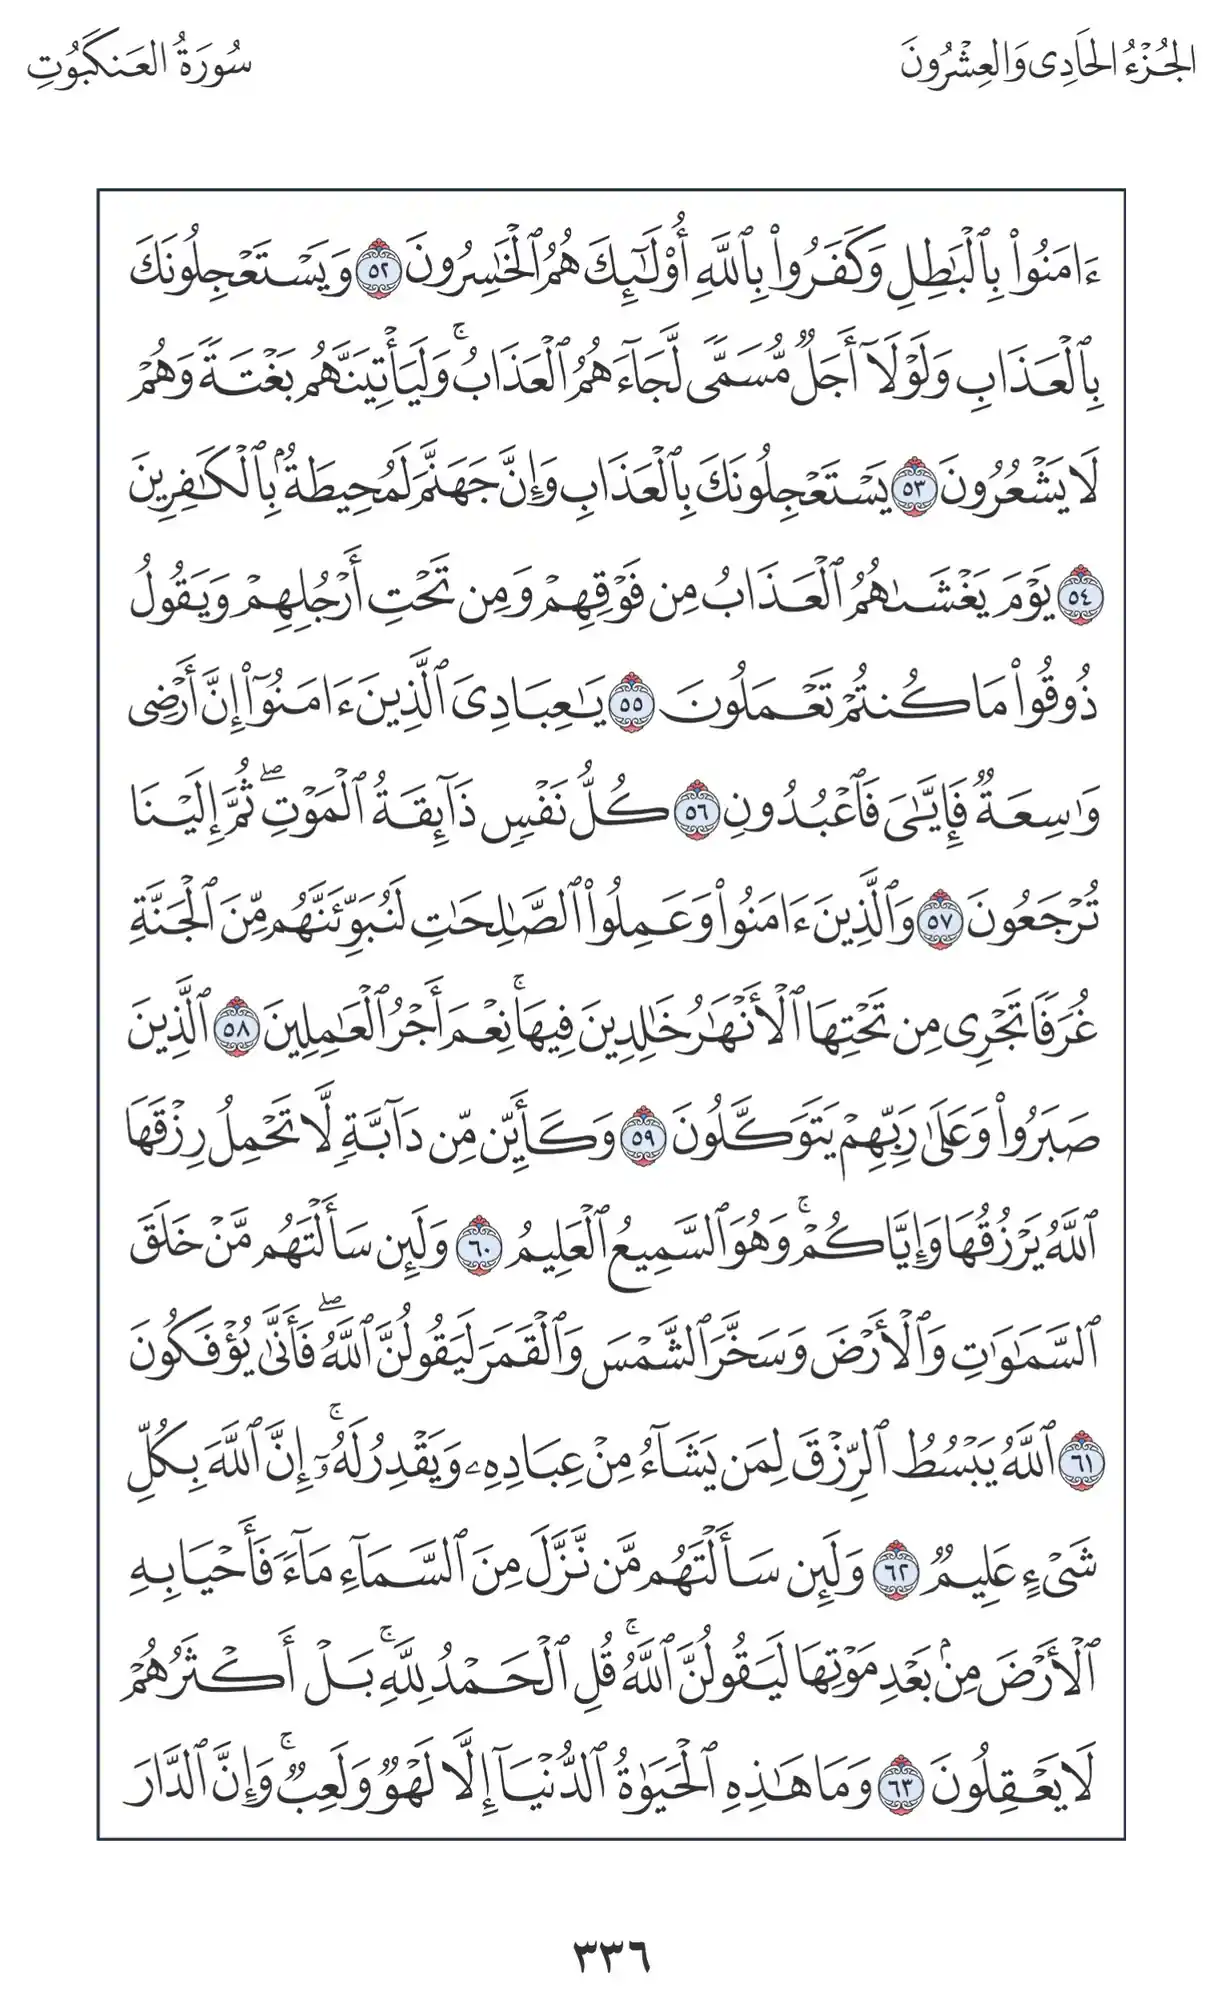 الجُزْءُ الحَادِى وَالعِشْرُونَ
سُورَةُ العَنكَبُوتِ
ءَامَنُوا۟ بِٱلْبَٰطِلِ وَكَفَرُوا۟ بِٱللَّهِ أُو۟لَٰٓئِكَ هُمُ ٱلْخَٰسِرُونَ ٥٢ وَيَسْتَعْجِلُونَكَ
بِٱلْعَذَابِ وَلَوْلَآ أَجَلٌ مُّسَمًّى لَّجَآءَهُمُ ٱلْعَذَابُ ۚ وَلَيَأْتِيَنَّهُم بَغْتَةً وَهُمْ
لَا يَشْعُرُونَ ٥٣ يَسْتَعْجِلُونَكَ بِٱلْعَذَابِ وَإِنَّ جَهَنَّمَ لَمُحِيطَةٌۢ بِٱلْكَٰفِرِينَ
٥٤ يَوْمَ يَغْشَىٰهُمُ ٱلْعَذَابُ مِن فَوْقِهِمْ وَمِن تَحْتِ أَرْجُلِهِمْ وَيَقُولُ
ذُوقُوا۟ مَا كُنتُمْ تَعْمَلُونَ ٥٥ يَٰعِبَادِىَ ٱلَّذِينَ ءَامَنُوٓا۟ إِنَّ أَرْضِى
وَٰسِعَةٌ فَإِيَّٰىَ فَٱعْبُدُونِ ٥٦ كُلُّ نَفْسٍ ذَآئِقَةُ ٱلْمَوْتِ ۖ ثُمَّ إِلَيْنَا
تُرْجَعُونَ ٥٧ وَٱلَّذِينَ ءَامَنُوا۟ وَعَمِلُوا۟ ٱلصَّٰلِحَٰتِ لَنُبَوِّئَنَّهُم مِّنَ ٱلْجَنَّةِ
غُرَفًا تَجْرِى مِن تَحْتِهَا ٱلْأَنْهَٰرُ خَٰلِدِينَ فِيهَا ۚ نِعْمَ أَجْرُ ٱلْعَٰمِلِينَ ٥٨ ٱلَّذِينَ
صَبَرُوا۟ وَعَلَىٰ رَبِّهِمْ يَتَوَكَّلُونَ ٥٩ وَكَأَيِّن مِّن دَآبَّةٍ لَّا تَحْمِلُ رِزْقَهَا
ٱللَّهُ يَرْزُقُهَا وَإِيَّاكُمْ ۚ وَهُوَ ٱلسَّمِيعُ ٱلْعَلِيمُ ٦٠ وَلَئِن سَأَلْتَهُم مَّنْ خَلَقَ
ٱلسَّمَٰوَٰتِ وَٱلْأَرْضَ وَسَخَّرَ ٱلشَّمْسَ وَٱلْقَمَرَ لَيَقُولُنَّ ٱللَّهُ ۖ فَأَنَّىٰ يُؤْفَكُونَ
٦١ ٱللَّهُ يَبْسُطُ ٱلرِّزْقَ لِمَن يَشَآءُ مِنْ عِبَادِهِۦ وَيَقْدِرُ لَهُۥٓ ۚ إِنَّ ٱللَّهَ بِكُلِّ
شَىْءٍ عَلِيمٌ ٦٢ وَلَئِن سَأَلْتَهُم مَّن نَّزَّلَ مِنَ ٱلسَّمَآءِ مَآءً فَأَحْيَا بِهِ
ٱلْأَرْضَ مِنۢ بَعْدِ مَوْتِهَا لَيَقُولُنَّ ٱللَّهُ ۚ قُلِ ٱلْحَمْدُ لِلَّهِ ۚ بَلْ أَكْثَرُهُمْ
لَا يَعْقِلُونَ ٦٣ وَمَا هَٰذِهِ ٱلْحَيَوٰةُ ٱلدُّنْيَآ إِلَّا لَهْوٌ وَلَعِبٌ ۚ وَإِنَّ ٱلدَّارَ
٣٣٦